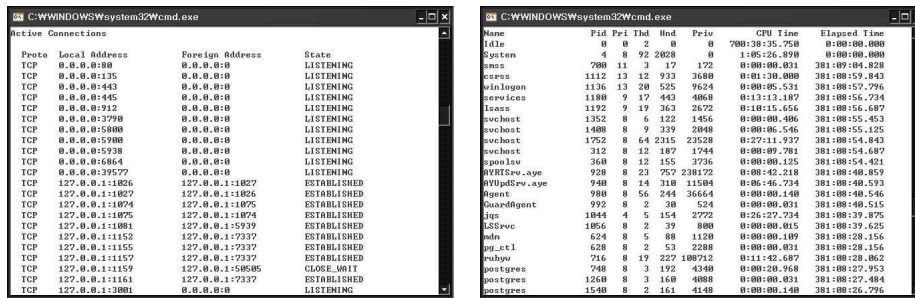 C:₩WINDOWS₩system32₩cmd.exe
Active Connections
Proto Local Address Foreign Address State
TCP 0.0.0.0:80 0.0.0.0:0 LISTENING
TCP 0.0.0.0:135 0.0.0.0:0 LISTENING
TCP 0.0.0.0:443 0.0.0.0:0 LISTENING
TCP 0.0.0.0:445 0.0.0.0:0 LISTENING
TCP 0.0.0.0:912 0.0.0.0:0 LISTENING
TCP 0.0.0.0:3790 0.0.0.0:0 LISTENING
TCP 0.0.0.0:5800 0.0.0.0:0 LISTENING
TCP 0.0.0.0:5900 0.0.0.0:0 LISTENING
TCP 0.0.0.0:5938 0.0.0.0:0 LISTENING
TCP 0.0.0.0:6864 0.0.0.0:0 LISTENING
TCP 0.0.0.0:39577 0.0.0.0:0 LISTENING
TCP 127.0.0.1:1026 127.0.0.1:1027 ESTABLISHED
TCP 127.0.0.1:1027 127.0.0.1:1026 ESTABLISHED
TCP 127.0.0.1:1074 127.0.0.1:1075 ESTABLISHED
TCP 127.0.0.1:1075 127.0.0.1:1074 ESTABLISHED
TCP 127.0.0.1:1081 127.0.0.1:5939 ESTABLISHED
TCP 127.0.0.1:1152 127.0.0.1:7337 ESTABLISHED
TCP 127.0.0.1:1155 127.0.0.1:7337 ESTABLISHED
TCP 127.0.0.1:1157 127.0.0.1:7337 ESTABLISHED
TCP 127.0.0.1:1159 127.0.0.1:50505 CLOSE_WAIT
TCP 127.0.0.1:1161 127.0.0.1:7337 ESTABLISHED
TCP 127.0.0.1:3001 0.0.0.0:0 LISTENING
C:₩WINDOWS₩system32₩cmd.exe
Name Pid Pri Thd Hnd Priv CPU Time Elapsed Time
Idle 0 0 2 0 0 700:38:35.750 0:00:00.000
System 4 8 92 2028 0 1:05:26.890 0:00:00.000
smss 700 11 3 17 172 0:00:00.031 381:09:04.828
csrss 1112 13 12 933 3680 0:01:30.000 381:08:59.843
winlogon 1136 13 20 525 9624 0:00:05.531 381:08:57.796
services 1180 9 17 443 4068 0:13:13.187 381:08:56.734
lsass 1192 9 19 363 2672 0:10:15.656 381:08:56.687
svchost 1352 8 6 122 1456 0:00:00.406 381:08:55.453
svchost 1408 8 9 339 2048 0:00:06.546 381:08:55.125
svchost 1752 8 64 2315 23528 0:27:11.937 381:08:54.843
svchost 312 8 12 187 1744 0:00:09.781 381:08:54.687
spoolsv 360 8 12 155 3736 0:00:00.125 381:08:54.421
AYRTSrv.aye 928 8 23 757 238172 0:08:42.218 381:08:40.859
AYUpdSrv.aye 940 8 14 310 11504 0:06:46.734 381:08:40.593
Agent 980 8 56 244 36664 0:00:00.140 381:08:40.546
GuardAgent 992 8 2 30 524 0:00:00.031 381:08:40.515
jqs 1044 4 5 154 2772 0:26:27.734 381:08:39.875
LSSrvc 1056 8 2 39 800 0:00:00.015 381:08:39.625
mdm 624 8 5 88 1120 0:00:00.109 381:08:28.156
pg_ctl 628 8 2 53 2288 0:00:00.031 381:08:28.156
rubyw 716 8 19 227 108712 0:11:42.687 381:08:28.062
postgres 748 8 3 192 4340 0:00:20.968 381:08:27.953
postgres 1260 8 3 160 4088 0:00:00.031 381:08:27.484
postgres 1540 8 2 161 4148 0:00:00.140 381:08:26.796